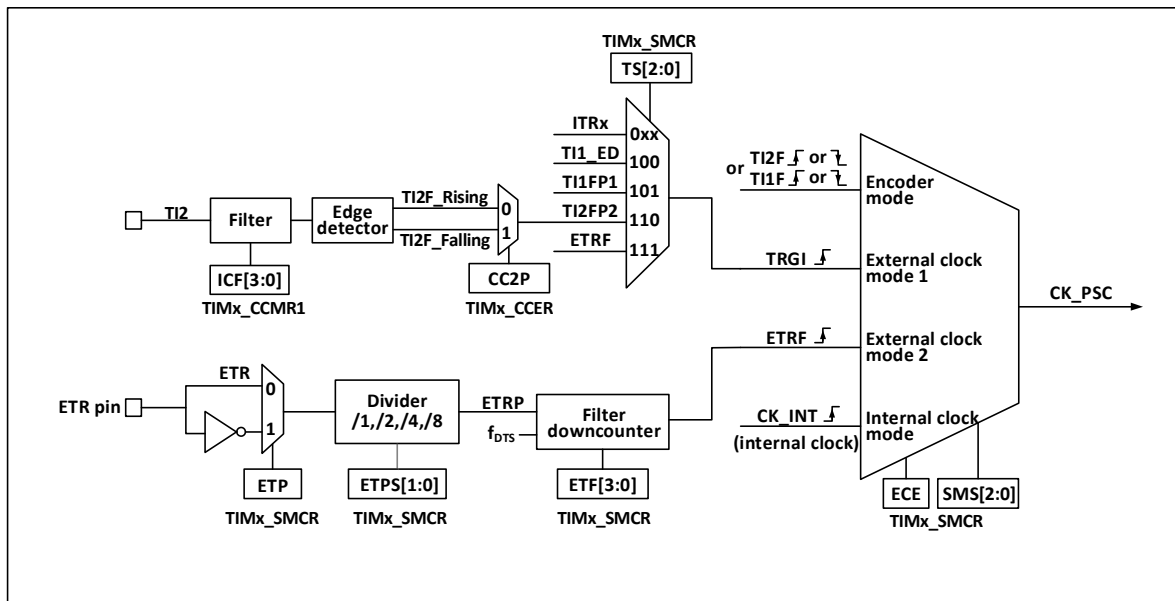 TIMx_SMCR
TS[2:0]
ITRx
0xx
TI1_ED
100
TI1FP1
101
TI2FP2
110
ETRF
111
TI2
Filter
ICF[3:0]
TIMx_CCMR1
Edge
detector
TI2F_Rising
TI2F_Falling
0
1
CC2P
TIMx_CCER
or TI2F or
TI1F or
Encoder
mode
TRGI
External clock
mode 1
ETRF
External clock
mode 2
CK_INT
(internal clock)
Internal clock
mode
CK_PSC
ECE
SMS[2:0]
TIMx_SMCR
ETR pin
ETR
0
1
ETP
TIMx_SMCR
Divider
/1,/2,/4,/8
ETPS[1:0]
TIMx_SMCR
ETRP
fDTS
Filter
downcounter
ETF[3:0]
TIMx_SMCR